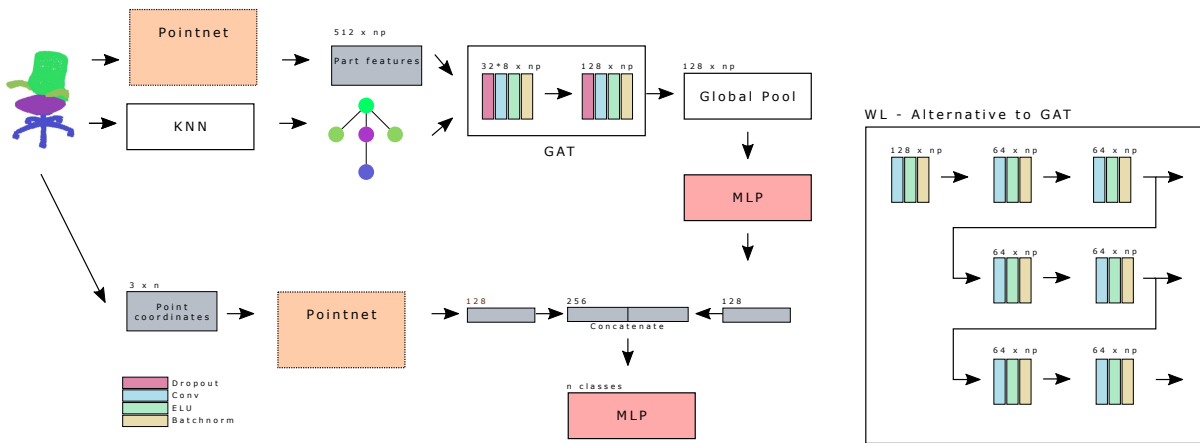 Pointnet
512 x np
Part features
KNN
32*8 x np
128 x np
GAT
128 x np
Global Pool
MLP
3 x n
Point
coordinates
Pointnet
128
256
128
Concatenate
n classes
MLP
Dropout
Conv
ELU
Batchnorm
WL - Alternative to GAT
128 x np
64 x np
64 x np
64 x np
64 x np
64 x np
64 x np